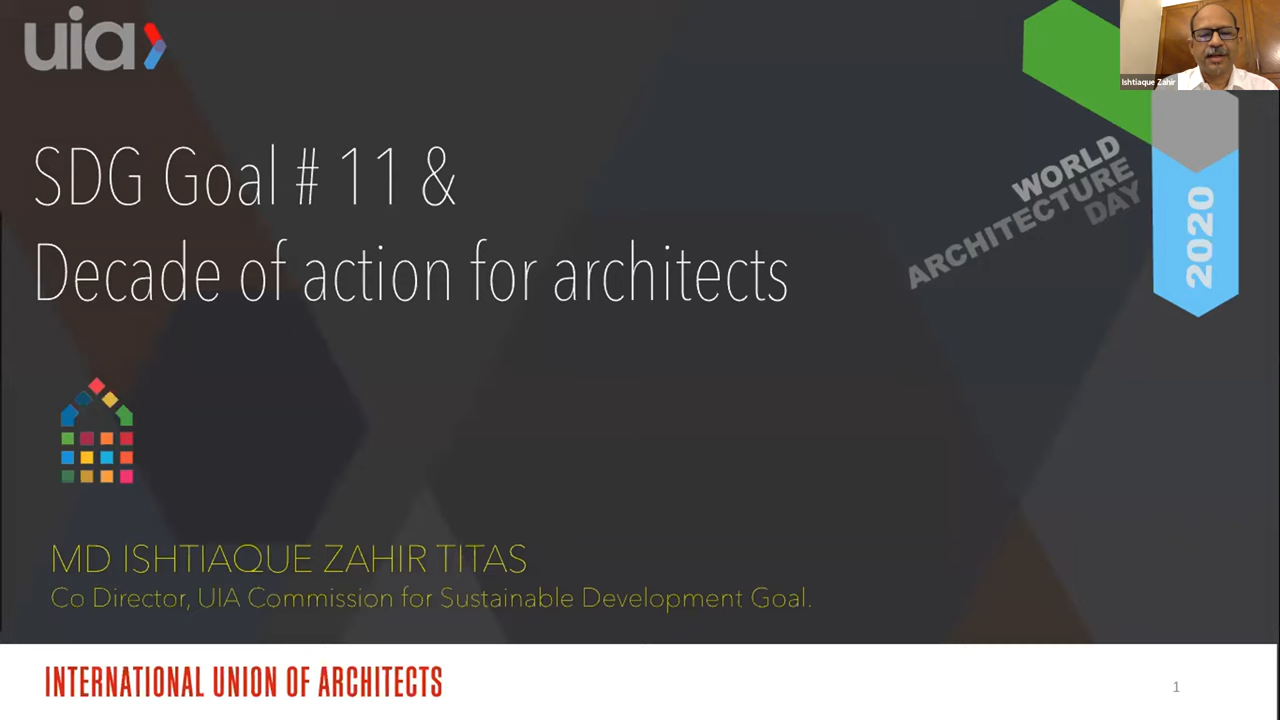 uia
Ishtiaque Zahir
SDG Goal # 11 &
Decade of action for architects
WORLD
ARCHITECTURE
DAY
2020
MD ISHTIAQUE ZAHIR TITAS
Co Director, UIA Commission for Sustainable Development Goal.
INTERNATIONAL UNION OF ARCHITECTS
1